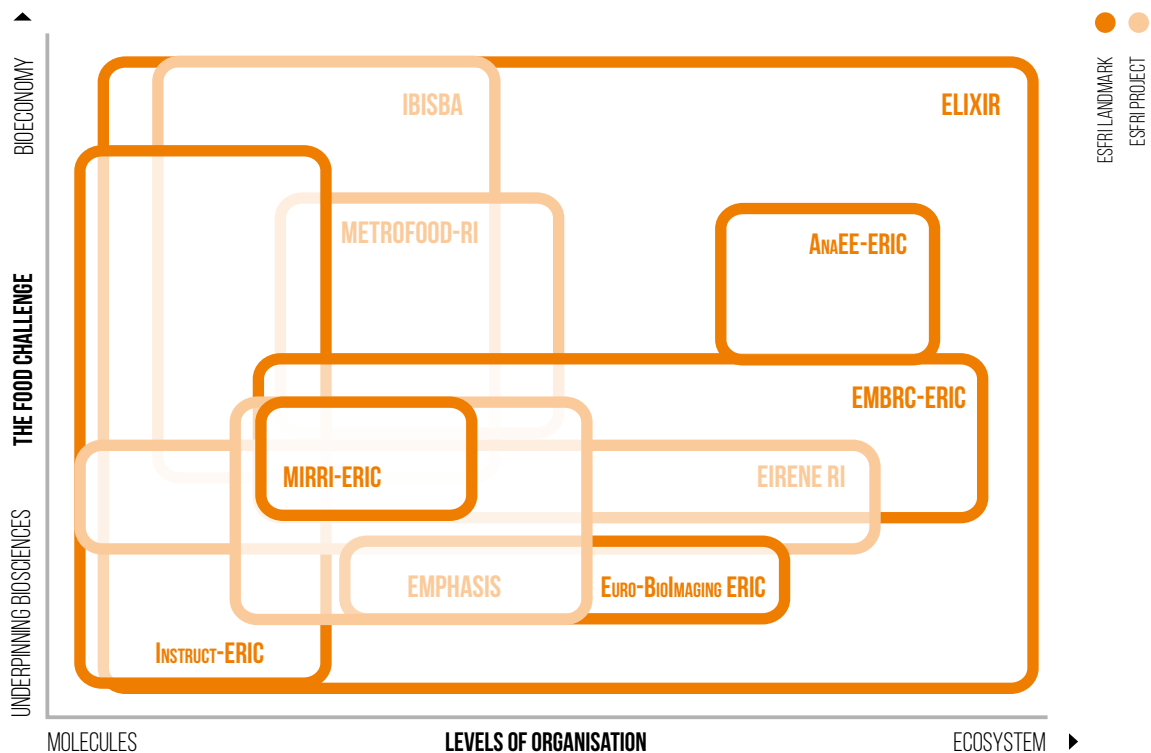 BIOECONOMY
THE FOOD CHALLENGE
UNDERPINNING BIOSCIENCES
IBISBA
ELIXIR
METROFOOD-RI
AnaEE-ERIC
EMBRC-ERIC
MIRRI-ERIC
EIRENE RI
EMPHASIS
Euro-BioImaging ERIC
Instruct-ERIC
MOLECULES
LEVELS OF ORGANISATION
ECOSYSTEM
ESFRI LANDMARK
ESFRI PROJECT